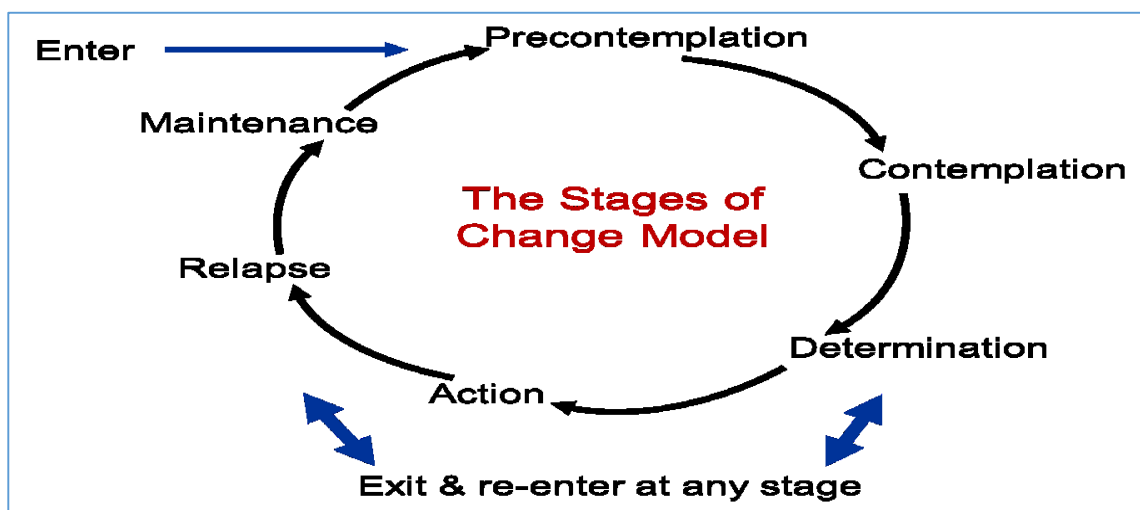 Enter
Precontemplation
Maintenance
Contemplation
The Stages of
Change Model
Relapse
Determination
Action
Exit & re-enter at any stage